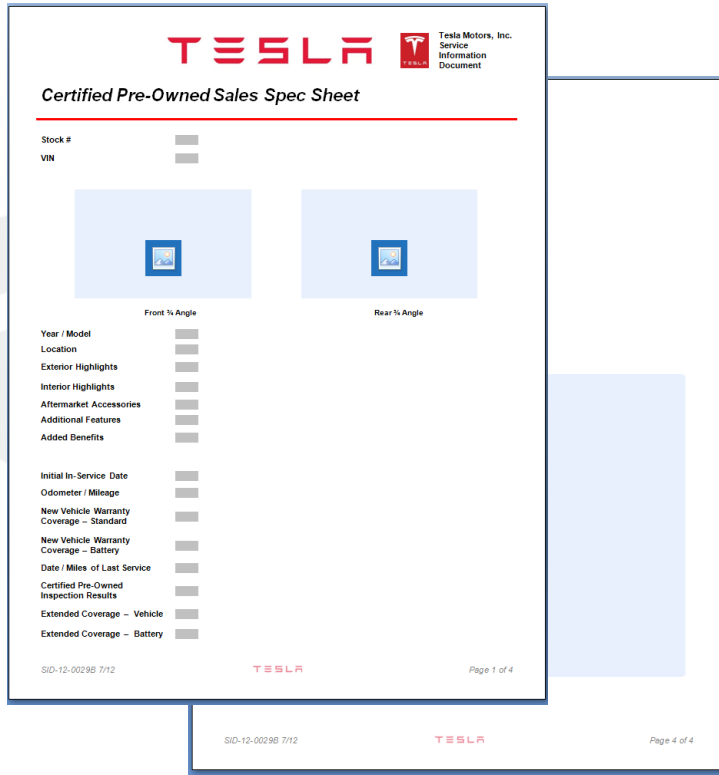 TESLA
TESLA
Tesla Motors, Inc.
Service
Information
Document
Certified Pre-Owned Sales Spec Sheet
Stock #
VIN
Front ¾ Angle
Rear ¾ Angle
Year / Model
Location
Exterior Highlights
Interior Highlights
Aftermarket Accessories
Additional Features
Added Benefits
Initial In-Service Date
Odometer / Mileage
New Vehicle Warranty
Coverage – Standard
New Vehicle Warranty
Coverage – Battery
Date / Miles of Last Service
Certified Pre-Owned
Inspection Results
Extended Coverage – Vehicle
Extended Coverage – Battery
SID-12-0029B 7/12 TESLA Page 1 of 4
SID-12-0029B 7/12 TESLA Page 4 of 4